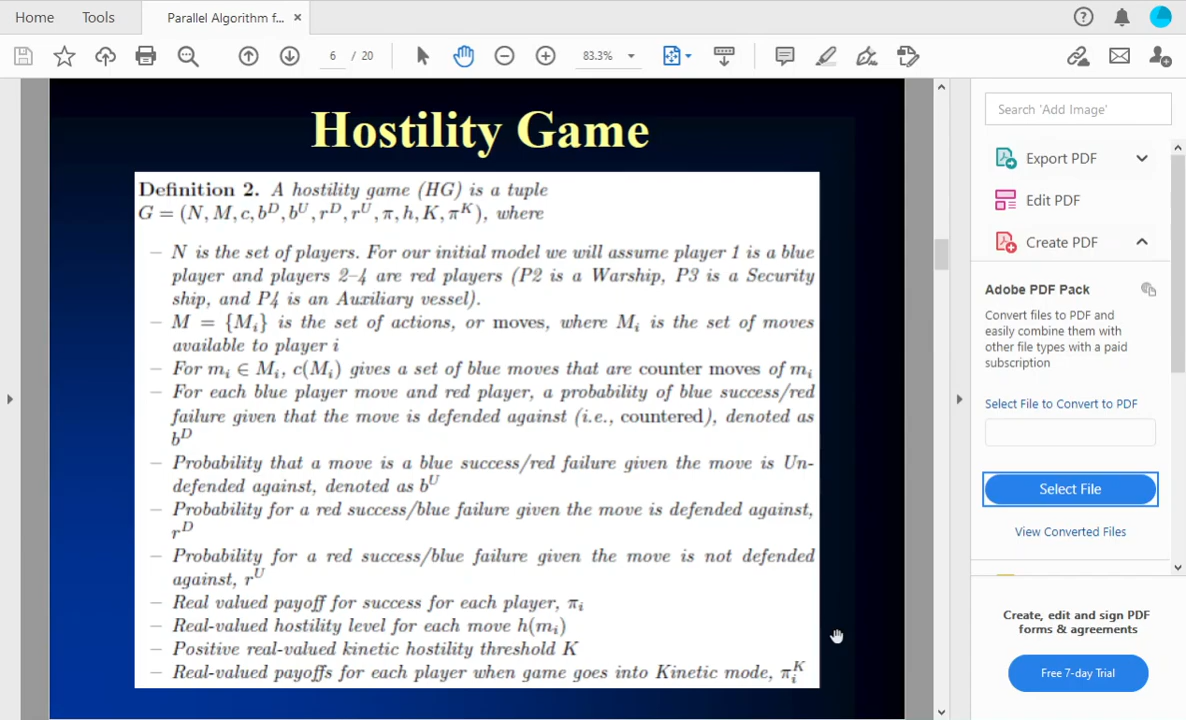 Home
Tools
Parallel Algorithm f...
6 / 20
83.3%
Hostility Game
Definition 2. A hostility game (HG) is a tuple
G = (N, M, c, b^D, b^U, r^D, r^U, π, h, K, π^K), where
– N is the set of players. For our initial model we will assume player 1 is a blue
player and players 2–4 are red players (P2 is a Warship, P3 is a Security
ship, and P4 is an Auxiliary vessel).
– M = {M_i} is the set of actions, or moves, where M_i is the set of moves
available to player i
– For m_i ∈ M_i, c(M_i) gives a set of blue moves that are counter moves of m_i
– For each blue player move and red player, a probability of blue success/red
failure given that the move is defended against (i.e., countered), denoted as
b^D
– Probability that a move is a blue success/red failure given the move is Un-
defended against, denoted as b^U
– Probability for a red success/blue failure given the move is defended against,
r^D
– Probability for a red success/blue failure given the move is not defended
against, r^U
– Real valued payoff for success for each player, π_i
– Real-valued hostility level for each move h(m_i)
– Positive real-valued kinetic hostility threshold K
– Real-valued payoffs for each player when game goes into Kinetic mode, π_i^K
Search 'Add Image'
Export PDF
Edit PDF
Create PDF
Adobe PDF Pack
Convert files to PDF and
easily combine them with
other file types with a paid
subscription
Select File to Convert to PDF
Select File
View Converted Files
Create, edit and sign PDF
forms & agreements
Free 7-day Trial